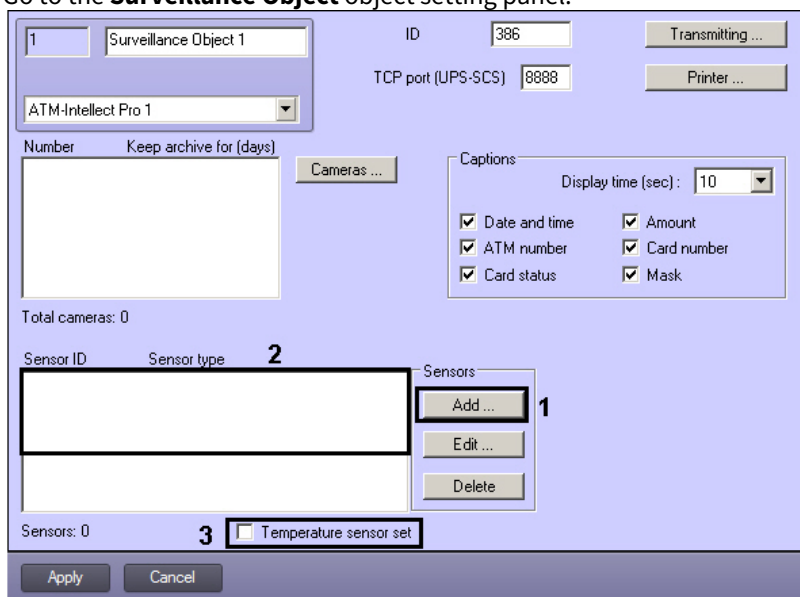 Go to the Surveillance Object object setting panel.
1 Surveillance Object 1 ID 386 Transmitting ...
TCP port (UPS-SCS) 8888 Printer ...
ATM-Intellect Pro 1
Number Keep archive for (days)
Cameras ...
Captions
Display time (sec) : 10
Date and time Amount
ATM number Card number
Card status Mask
Total cameras: 0
Sensor ID Sensor type 2
Sensors
Add ... 1
Edit ...
Delete
Sensors: 0 3 Temperature sensor set
Apply Cancel